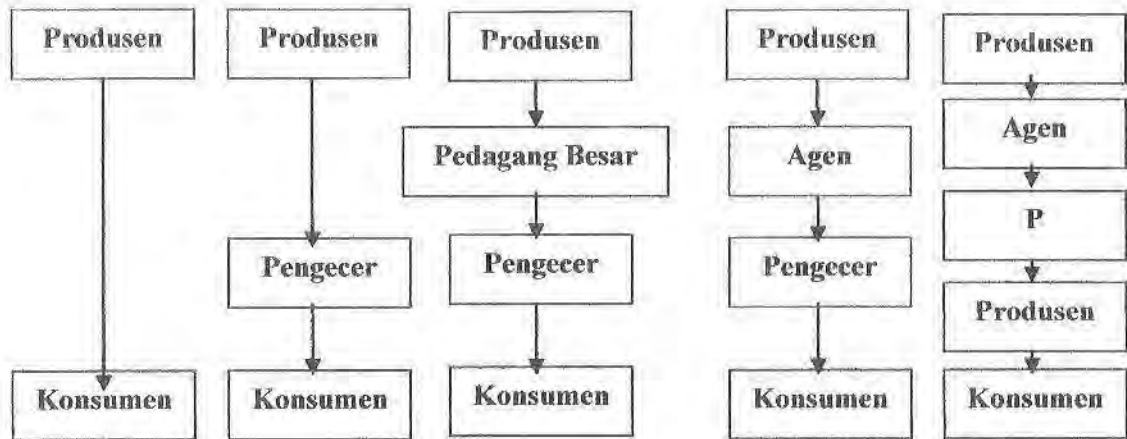 Produsen
Konsumen
Produsen
Pengecer
Konsumen
Produsen
Pedagang Besar
Pengecer
Konsumen
Produsen
Agen
Pengecer
Konsumen
Produsen
Agen
P
Produsen
Konsumen